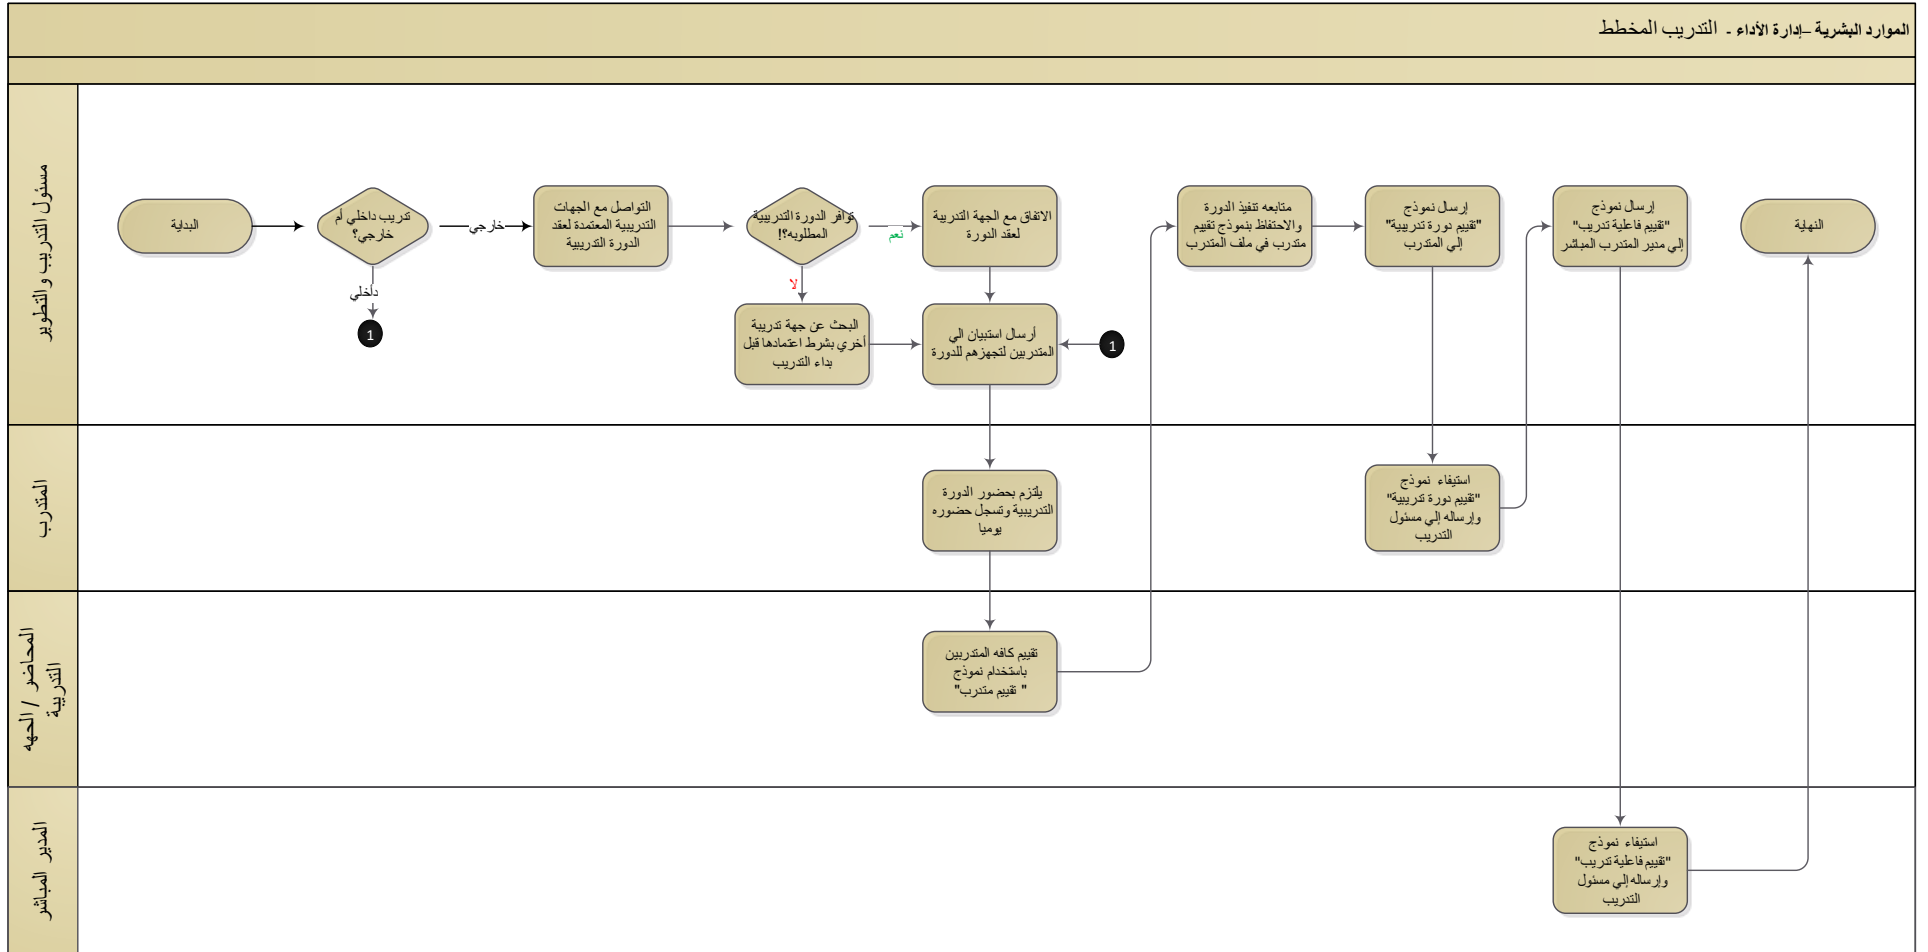 الموارد البشرية –إدارة الأداء - التدريب المخطط
مسئول التدريب والتطوير
البداية
تدريب داخلي أم
خارجي؟
خارجي
داخلي
1
التواصل مع الجهات
التدريبية المعتمدة لعقد
الدورة التدريبية
توافر الدورة التدريبية
المطلوبه؟!
نعم
لا
الاتفاق مع الجهة التدريبة
لعقد الدورة
البحث عن جهة تدريبة
أخري بشرط اعتمادها قبل
بداء التدريب
أرسال استبيان الي
المتدربين لتجهزهم للدورة
1
متابعه تنفيذ الدورة
والاحتفاظ بنموذج تقييم
متدرب في ملف المتدرب
إرسال نموذج
"تقييم دورة تدريبية"
إلي المتدرب
إرسال نموذج
"تقييم فاعلية تدريب"
إلي مدير المتدرب المباشر
النهاية
المتدرب
يلتزم بحضور الدورة
التدريبية وتسجل حضوره
يوميا
استيفاء نموذج
"تقييم دورة تدريبية"
وإرساله إلي مسئول
التدريب
المحاضر / الجهه
التدريبة
تقييم كافه المتدربين
باستخدام نموذج
" تقييم متدرب"
المدير المباشر
استيفاء نموذج
"تقييم فاعلية تدريب"
وإرساله إلي مسئول
التدريب